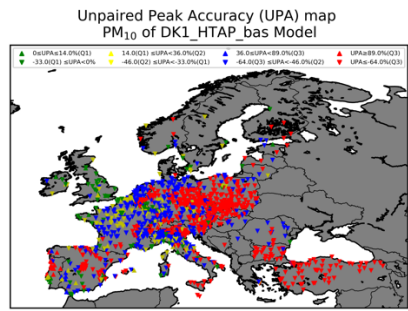 Unpaired Peak Accuracy (UPA) map
PM₁₀ of DK1_HTAP_bas Model
0≤UPA≤14.0%(Q1) 14.0(Q1) ≤UPA<36.0%(Q2) 36.0≤UPA<89.0%(Q3) UPA≥89.0%(Q3)
-33.0(Q1) ≤UPA<0% -46.0(Q2) ≤UPA<-33.0%(Q1) -64.0(Q3) ≤UPA<-46.0%(Q2) UPA≤-64.0%(Q3)